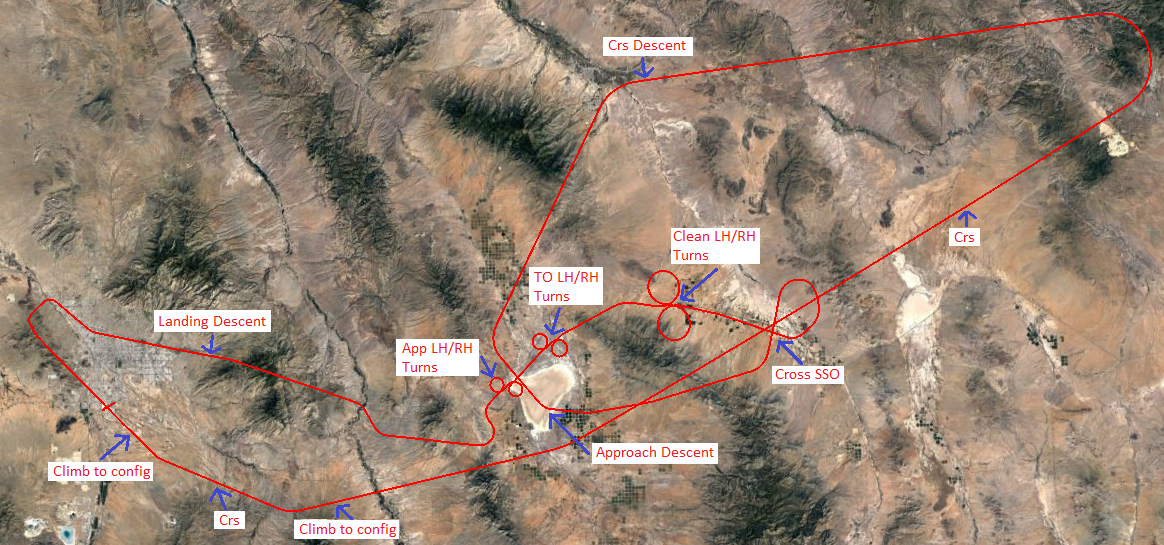 Crs Descent
Clean LH/RH
Turns
Crs
TO LH/RH
Turns
Landing Descent
App LH/RH
Turns
Cross SSO
Approach Descent
Climb to config
Crs
Climb to config